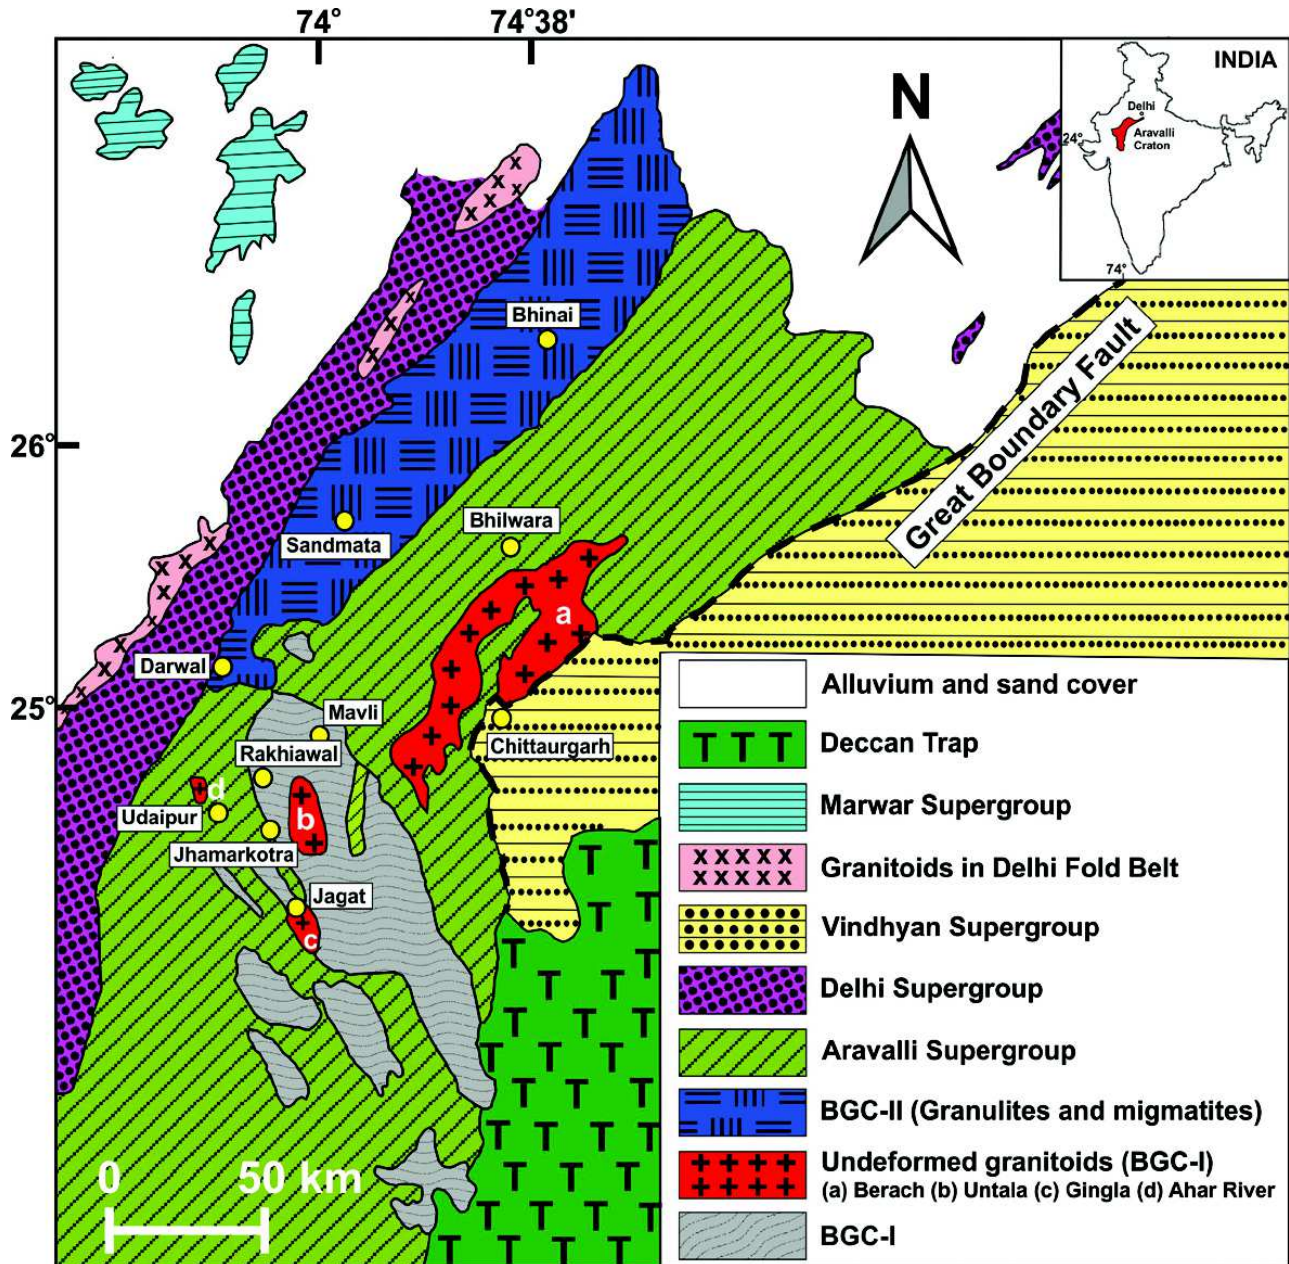 74°
74°38'
INDIA
Delhi
24°
Aravalli
Craton
74°
N
Bhinai
Great Boundary Fault
26°
Bhilwara
Sandmata
a
Darwal
25°
Mavli
Rakhiawal
Chittaurgarh
d
Udaipur
b
Jhamarkotra
Jagat
c
0 50 km
Alluvium and sand cover
T T T
Deccan Trap
Marwar Supergroup
x x x x x
x x x x x
Granitoids in Delhi Fold Belt
Vindhyan Supergroup
Delhi Supergroup
Aravalli Supergroup
BGC-II (Granulites and migmatites)
Undeformed granitoids (BGC-I)
(a) Berach (b) Untala (c) Gingla (d) Ahar River
BGC-I